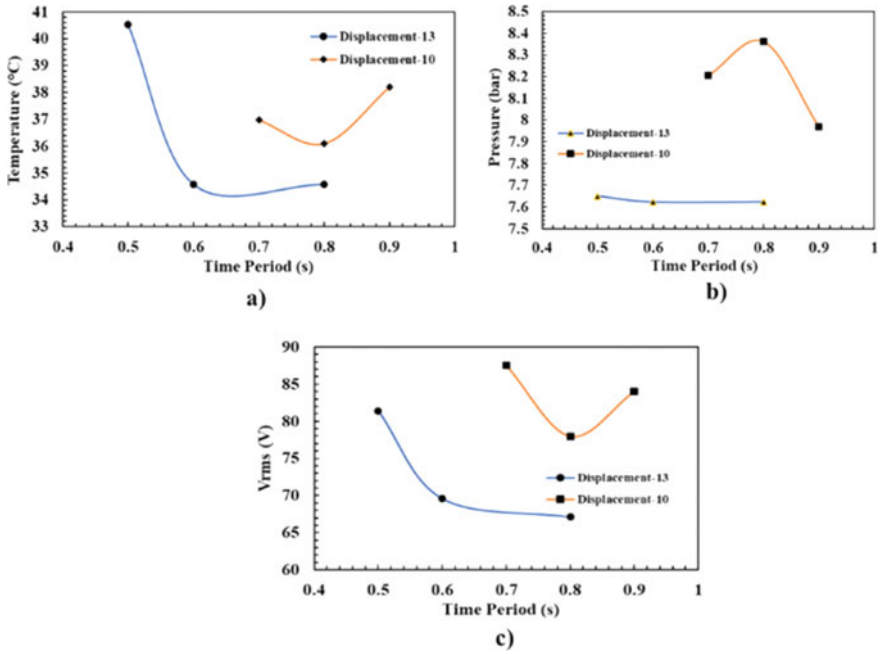 41
40
39
38
37
36
35
34
33
Temperature (°C)
Displacement-13
Displacement-10
0.4 0.5 0.6 0.7 0.8 0.9 1
Time Period (s)
a)
8.5
8.4
8.3
8.2
8.1
8
7.9
7.8
7.7
7.6
7.5
Pressure (bar)
Displacement-13
Displacement-10
0.4 0.5 0.6 0.7 0.8 0.9 1
Time Period (s)
b)
90
85
80
75
70
65
60
Vrms (V)
Displacement-13
Displacement-10
0.4 0.5 0.6 0.7 0.8 0.9 1
Time Period (s)
c)